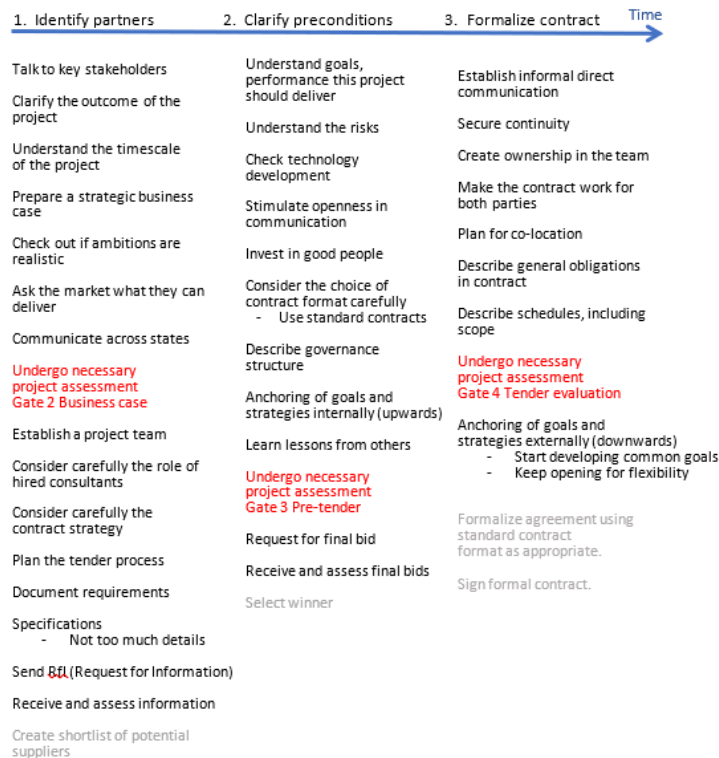 1. Identify partners
2. Clarify preconditions
3. Formalize contract
Time
Talk to key stakeholders
Clarify the outcome of the
project
Understand the timescale
of the project
Prepare a strategic business
case
Check out if ambitions are
realistic
Ask the market what they can
deliver
Communicate across states
Undergo necessary
project assessment
Gate 2 Business case
Establish a project team
Consider carefully the role of
hired consultants
Consider carefully the
contract strategy
Plan the tender process
Document requirements
Specifications
- Not too much details
Send RfI (Request for Information)
Receive and assess information
Create shortlist of potential
suppliers
Understand goals,
performance this project
should deliver
Understand the risks
Check technology
development
Stimulate openness in
communication
Invest in good people
Consider the choice of
contract format carefully
- Use standard contracts
Describe governance
structure
Anchoring of goals and
strategies internally (upwards)
Learn lessons from others
Undergo necessary
project assessment
Gate 3 Pre-tender
Request for final bid
Receive and assess final bids
Select winner
Establish informal direct
communication
Secure continuity
Create ownership in the team
Make the contract work for
both parties
Plan for co-location
Describe general obligations
in contract
Describe schedules, including
scope
Undergo necessary
project assessment
Gate 4 Tender evaluation
Anchoring of goals and
strategies externally (downwards)
- Start developing common goals
- Keep opening for flexibility
Formalize agreement using
standard contract
format as appropriate.
Sign formal contract.